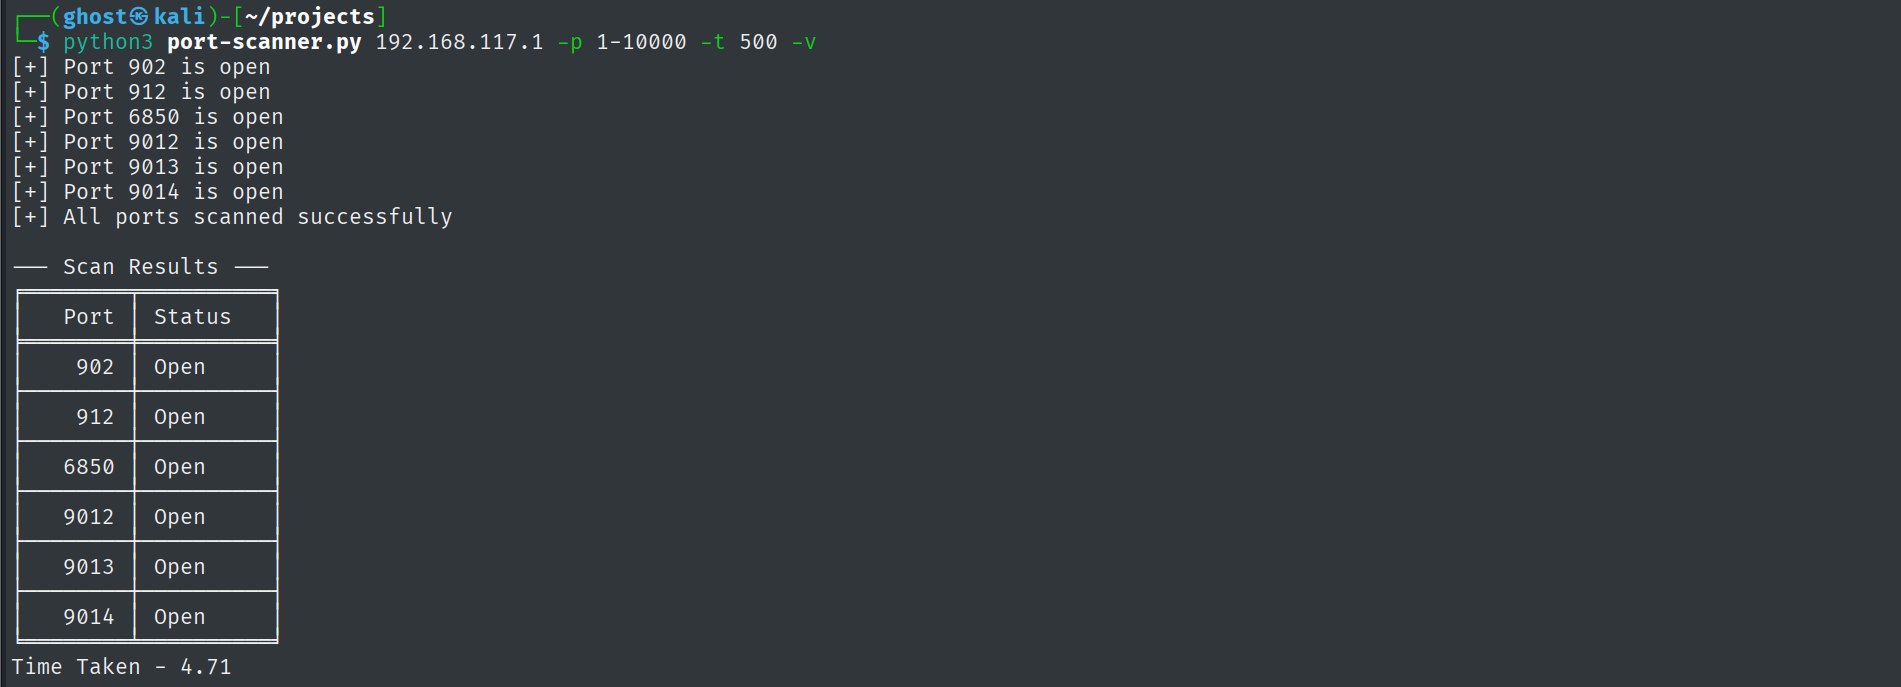 ┌──(ghost㉿kali)-[~/projects]
└─$ python3 port-scanner.py 192.168.117.1 -p 1-10000 -t 500 -v
[+] Port 902 is open
[+] Port 912 is open
[+] Port 6850 is open
[+] Port 9012 is open
[+] Port 9013 is open
[+] Port 9014 is open
[+] All ports scanned successfully
─── Scan Results ───
Port Status
902 Open
912 Open
6850 Open
9012 Open
9013 Open
9014 Open
Time Taken - 4.71